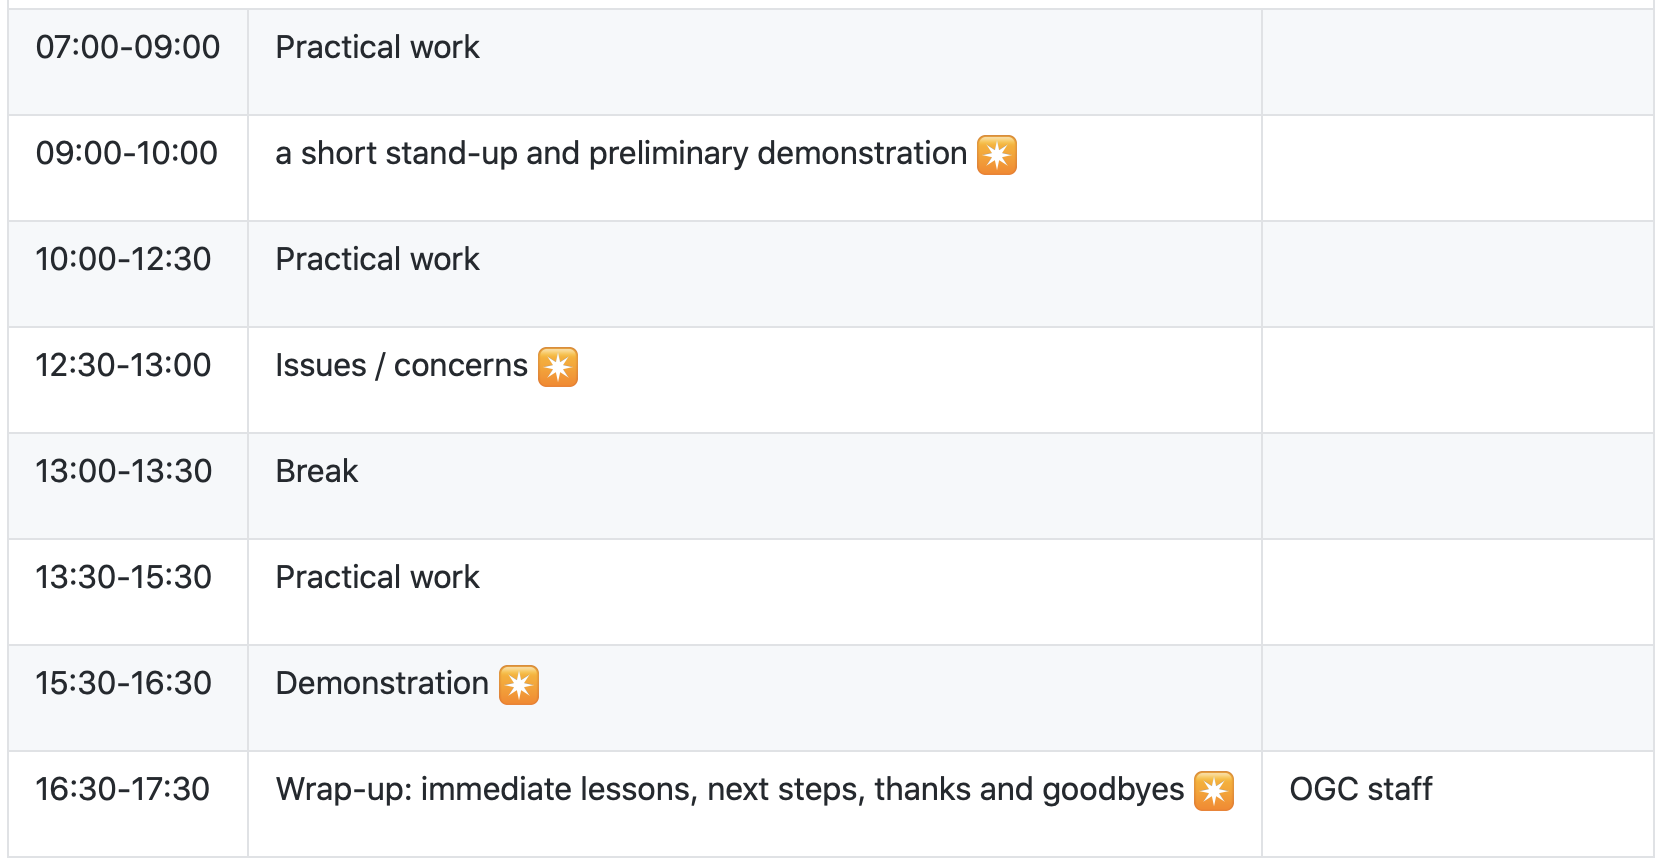 07:00-09:00 Practical work
09:00-10:00 a short stand-up and preliminary demonstration ✴️
10:00-12:30 Practical work
12:30-13:00 Issues / concerns ✴️
13:00-13:30 Break
13:30-15:30 Practical work
15:30-16:30 Demonstration ✴️
16:30-17:30 Wrap-up: immediate lessons, next steps, thanks and goodbyes ✴️ OGC staff